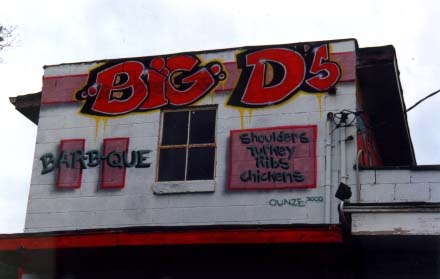 BiG D's
BAR-B-QUE
Shoulders
Turkey
Ribs
Chickens
OUNZE 2000